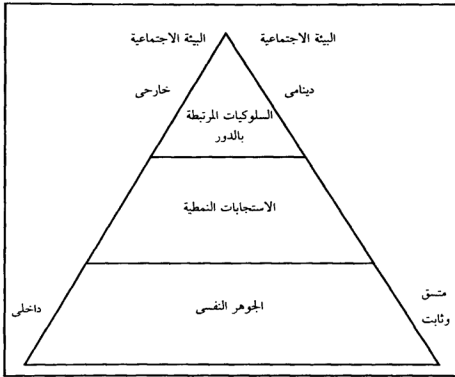 البيئة الاجتماعية
البيئة الاجتماعية
دينامى
خارجى
السلوكيات المرتبطة
بالدور
الاستجابات النمطية
الجوهر النفسى
متسق
وثابت
داخلى